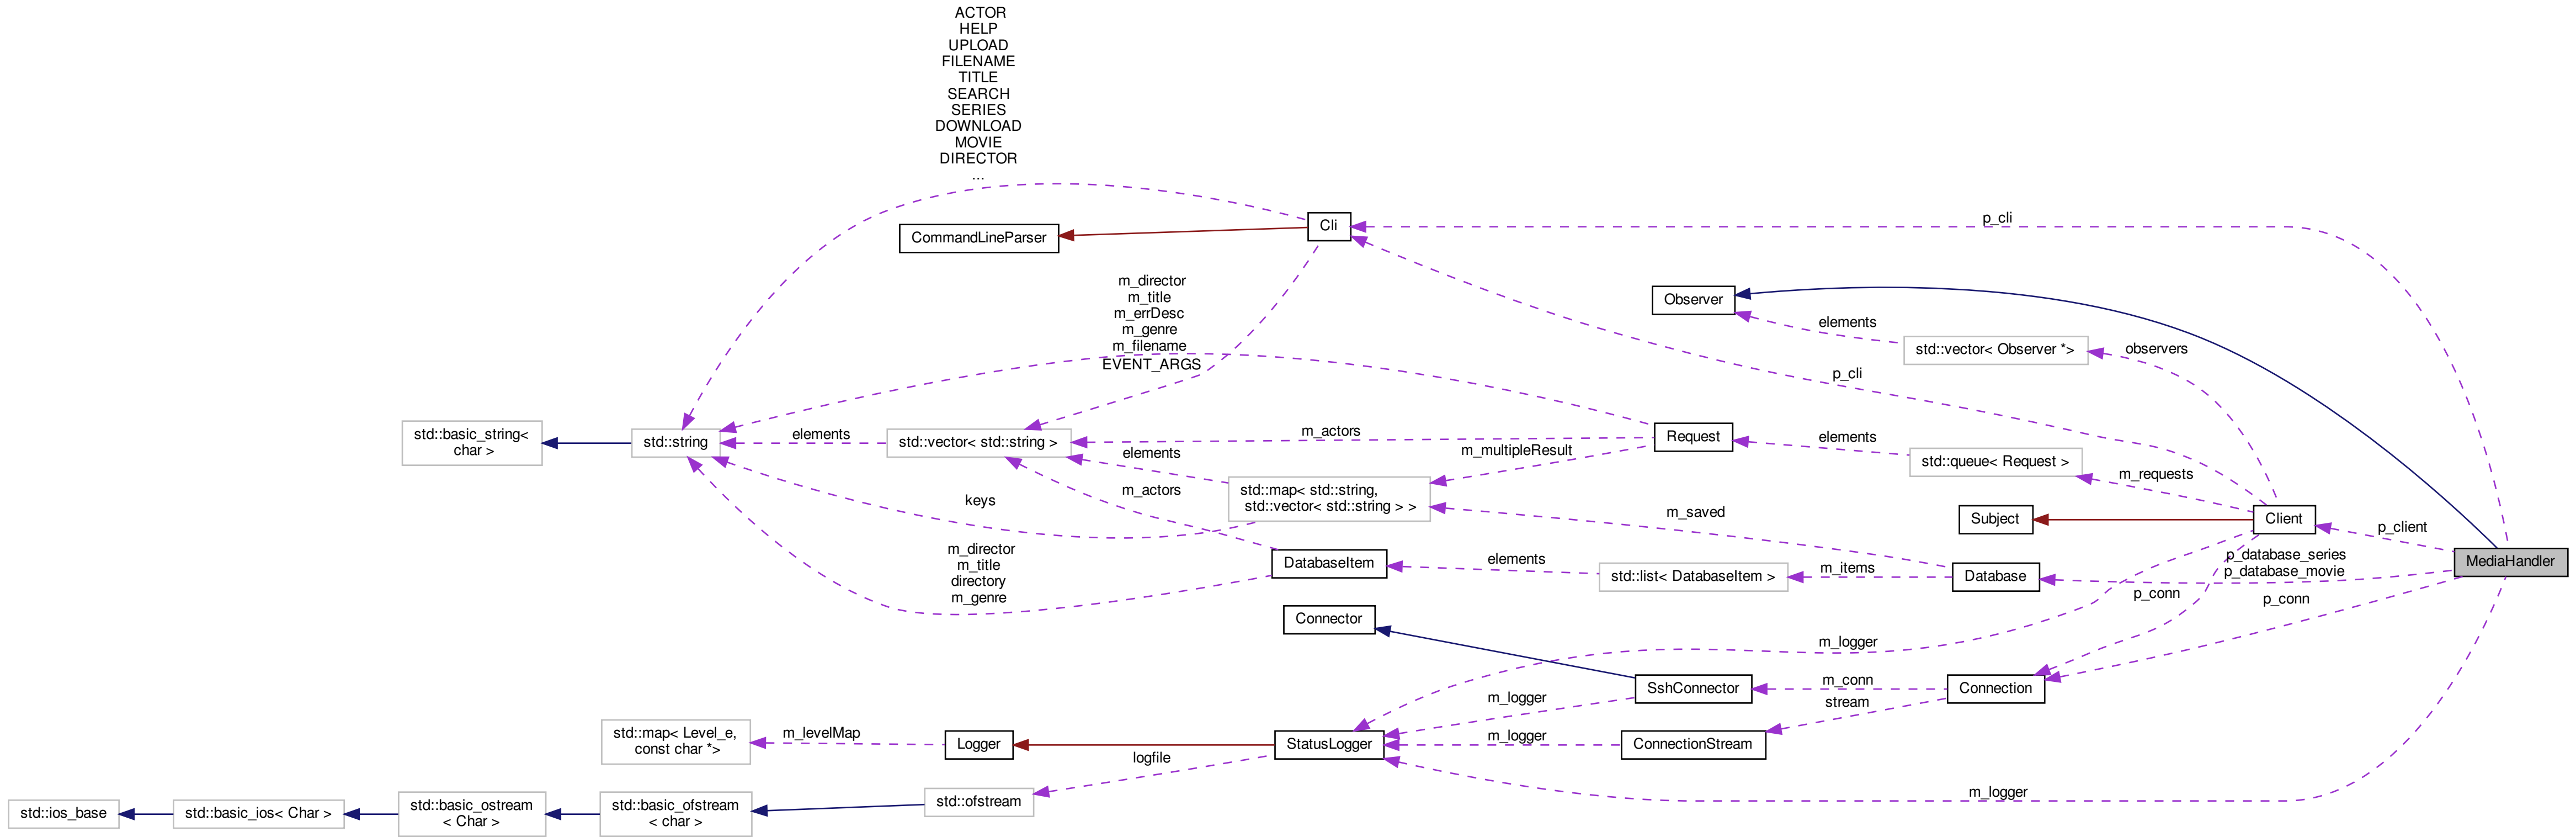 ACTOR
HELP
UPLOAD
FILENAME
TITLE
SEARCH
SERIES
DOWNLOAD
MOVIE
DIRECTOR
...
Cli
p_cli
CommandLineParser
m_director
m_title
m_errDesc
m_genre
m_filename
EVENT_ARGS
Observer
elements
std::vector< Observer *>
observers
p_cli
std::basic_string<
char >
std::string
elements
std::vector< std::string >
m_actors
Request
elements
std::queue< Request >
m_requests
elements
m_multipleResult
keys
m_actors
std::map< std::string,
std::vector< std::string > >
m_saved
Subject
Client
p_client
MediaHandler
m_director
m_title
directory
m_genre
DatabaseItem
elements
std::list< DatabaseItem >
m_items
Database
p_database_series
p_database_movie
p_conn
p_conn
Connector
m_logger
SshConnector
m_conn
Connection
m_logger
stream
std::map< Level_e,
const char *>
m_levelMap
Logger
StatusLogger
m_logger
ConnectionStream
logfile
m_logger
std::ios_base
std::basic_ios< Char >
std::basic_ostream
< Char >
std::basic_ofstream
< char >
std::ofstream